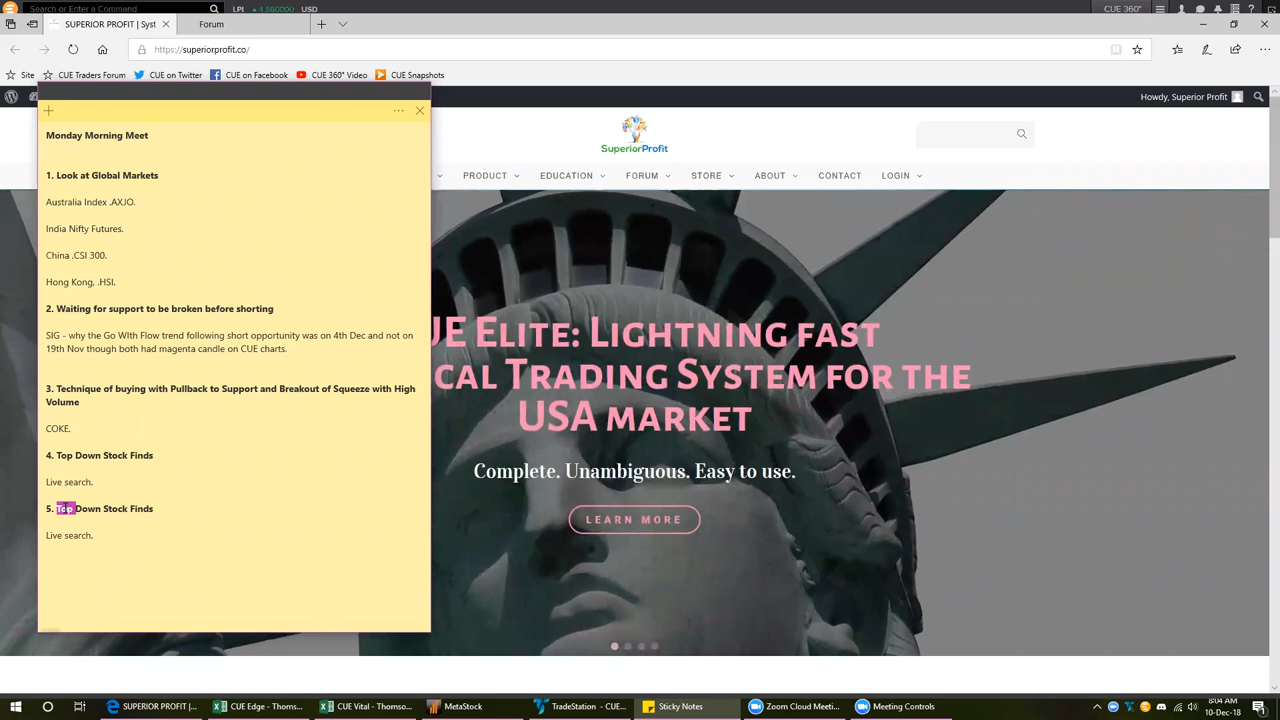 Search or Enter Command
LPI
4.560000
USD
CUE 360°
SUPERIOR PROFIT | Syst
Forum
https://superiorprofit.co/
Site
CUE Traders Forum
CUE on Twitter
CUE on Facebook
CUE 360° Video
CUE Snapshots
Howdy, Superior Profit
SuperiorProfit
PRODUCT
EDUCATION
FORUM
STORE
ABOUT
CONTACT
LOGIN
Monday Morning Meet
1. Look at Global Markets
Australia Index .AXJO.
India Nifty Futures.
China .CSI 300.
Hong Kong, .HSI.
2. Waiting for support to be broken before shorting
SIG - why the Go WIth Flow trend following short opportunity was on 4th Dec and not on
19th Nov though both had magenta candle on CUE charts.
3. Technique of buying with Pullback to Support and Breakout of Squeeze with High
Volume
COKE.
4. Top Down Stock Finds
Live search.
5. Top Down Stock Finds
Live search.
UE Elite: Lightning fast
cal Trading System for the
USA market
Complete. Unambiguous. Easy to use.
LEARN MORE
SUPERIOR PROFIT |...
CUE Edge - Thoms...
CUE Vital - Thomso...
MetaStock
TradeStation - CUE...
Sticky Notes
Zoom Cloud Meeti...
Meeting Controls
8:04 AM
10-Dec-18